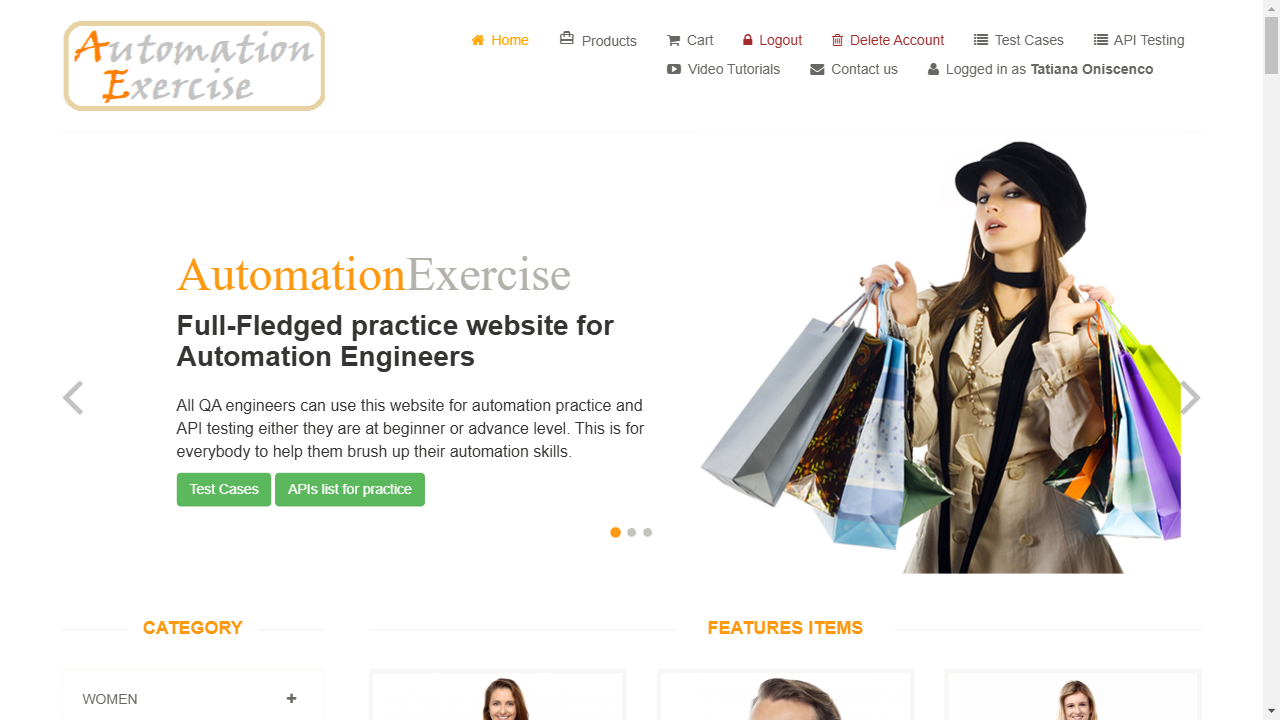 Automation
Exercise
Home Products Cart Logout Delete Account Test Cases API Testing
Video Tutorials Contact us Logged in as Tatiana Oniscenco
AutomationExercise
Full-Fledged practice website for
Automation Engineers
All QA engineers can use this website for automation practice and
API testing either they are at beginner or advance level. This is for
everybody to help them brush up their automation skills.
Test Cases APIs list for practice
CATEGORY
FEATURES ITEMS
WOMEN